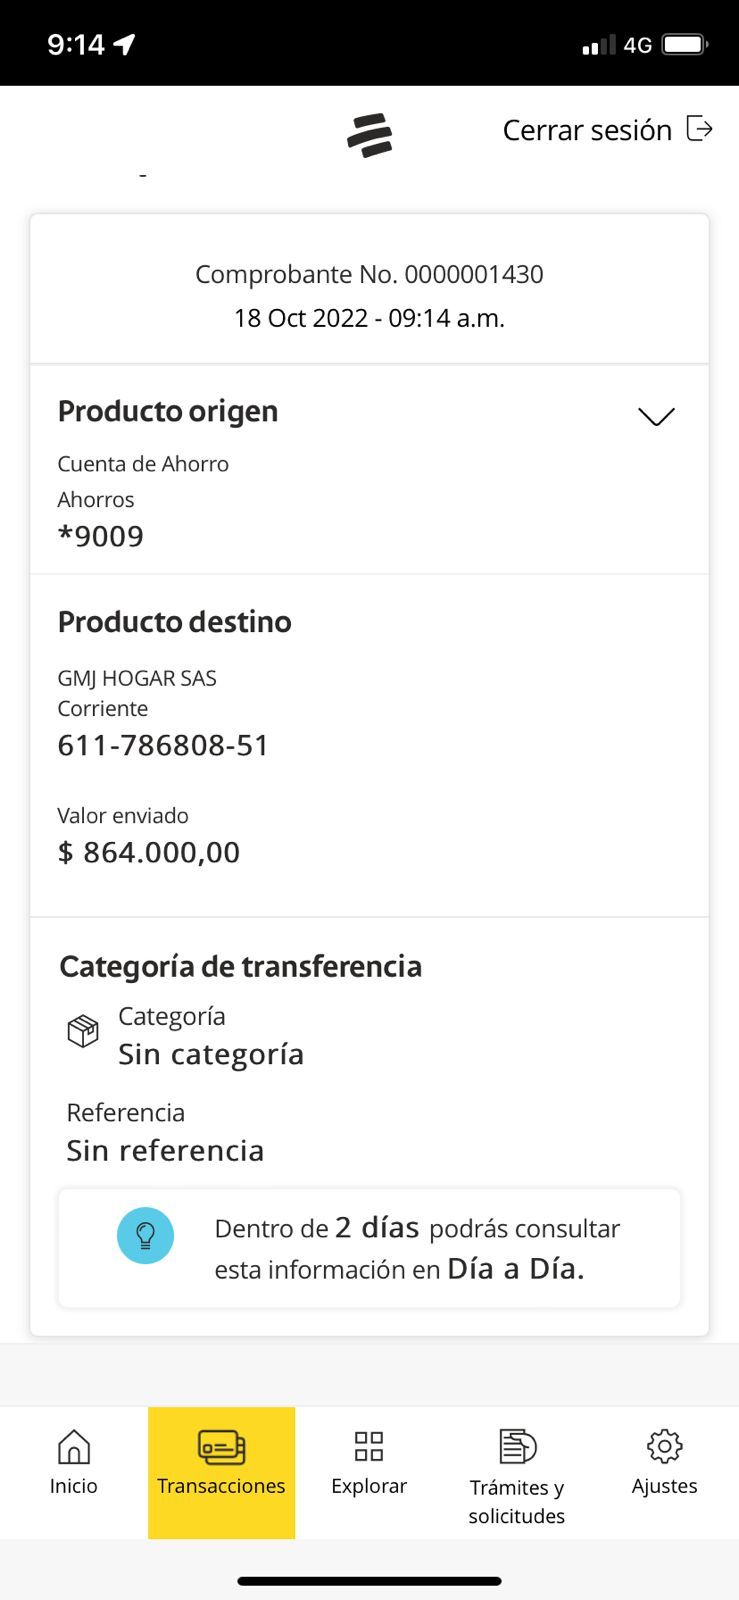 9:14
4G
Cerrar sesión
Comprobante No. 0000001430
18 Oct 2022 - 09:14 a.m.
Producto origen
Cuenta de Ahorro
Ahorros
*9009
Producto destino
GMJ HOGAR SAS
Corriente
611-786808-51
Valor enviado
$ 864.000,00
Categoría de transferencia
Categoría
Sin categoría
Referencia
Sin referencia
Dentro de 2 días podrás consultar
esta información en Día a Día.
Inicio
Transacciones
Explorar
Trámites y
solicitudes
Ajustes